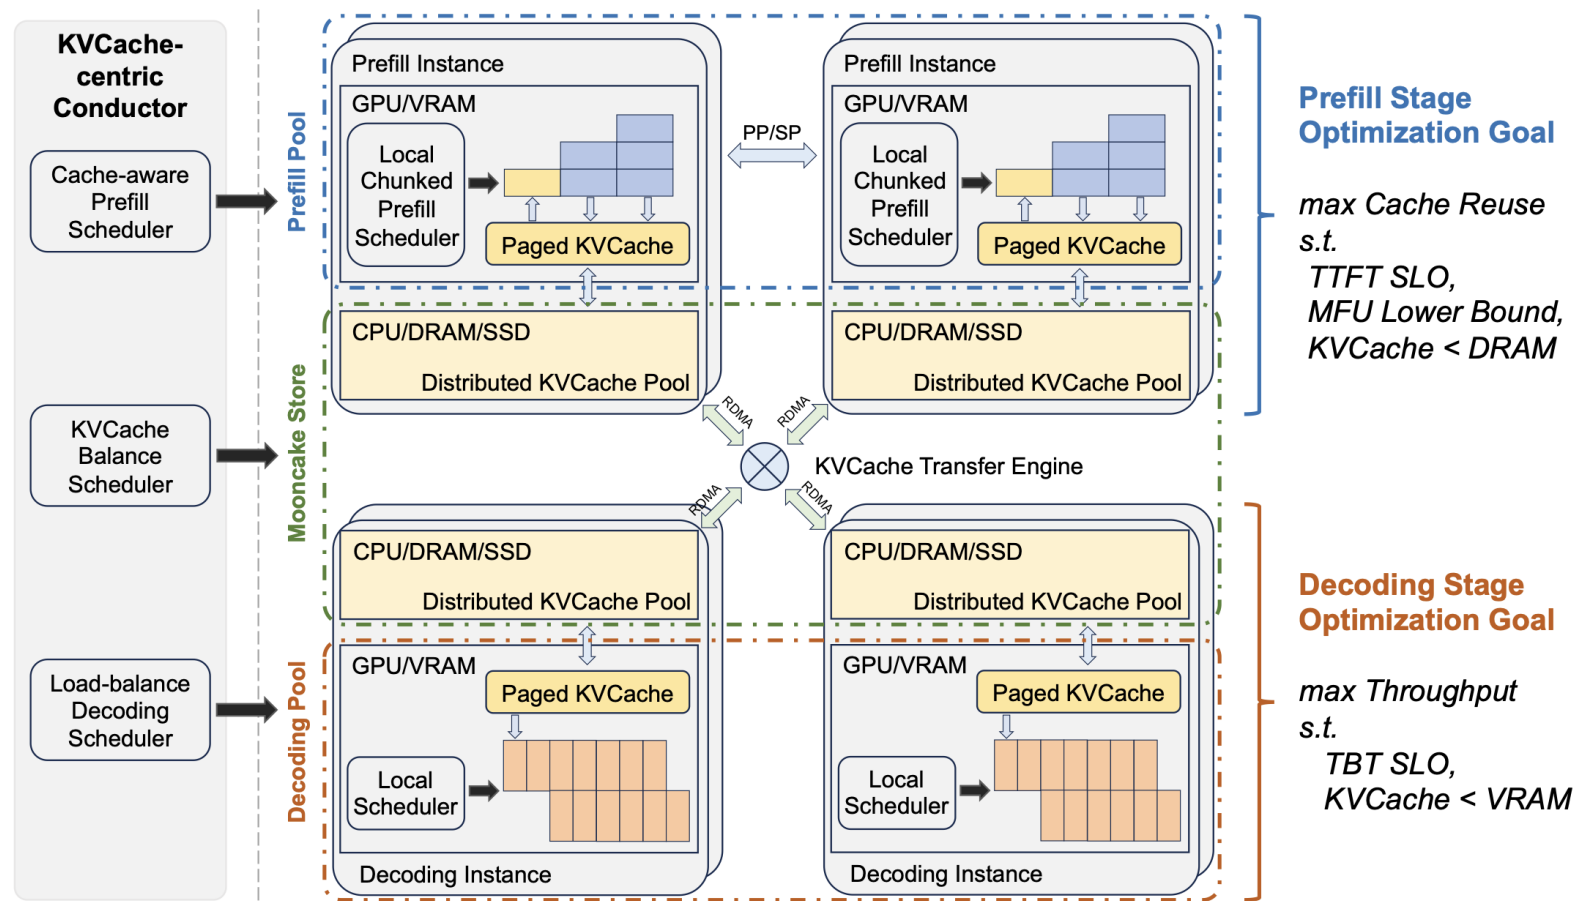 KVCache-
centric
Conductor
Cache-aware
Prefill
Scheduler
KVCache
Balance
Scheduler
Load-balance
Decoding
Scheduler
Prefill Pool
Mooncake Store
Decoding Pool
Prefill Instance
GPU/VRAM
Local
Chunked
Prefill
Scheduler
Paged KVCache
CPU/DRAM/SSD
Distributed KVCache Pool
PP/SP
Prefill Instance
GPU/VRAM
Local
Chunked
Prefill
Scheduler
Paged KVCache
CPU/DRAM/SSD
Distributed KVCache Pool
RDMA
RDMA
KVCache Transfer Engine
RDMA
RDMA
CPU/DRAM/SSD
Distributed KVCache Pool
GPU/VRAM
Paged KVCache
Local
Scheduler
Decoding Instance
CPU/DRAM/SSD
Distributed KVCache Pool
GPU/VRAM
Paged KVCache
Local
Scheduler
Decoding Instance
Prefill Stage
Optimization Goal
max Cache Reuse
s.t.
TTFT SLO,
MFU Lower Bound,
KVCache < DRAM
Decoding Stage
Optimization Goal
max Throughput
s.t.
TBT SLO,
KVCache < VRAM